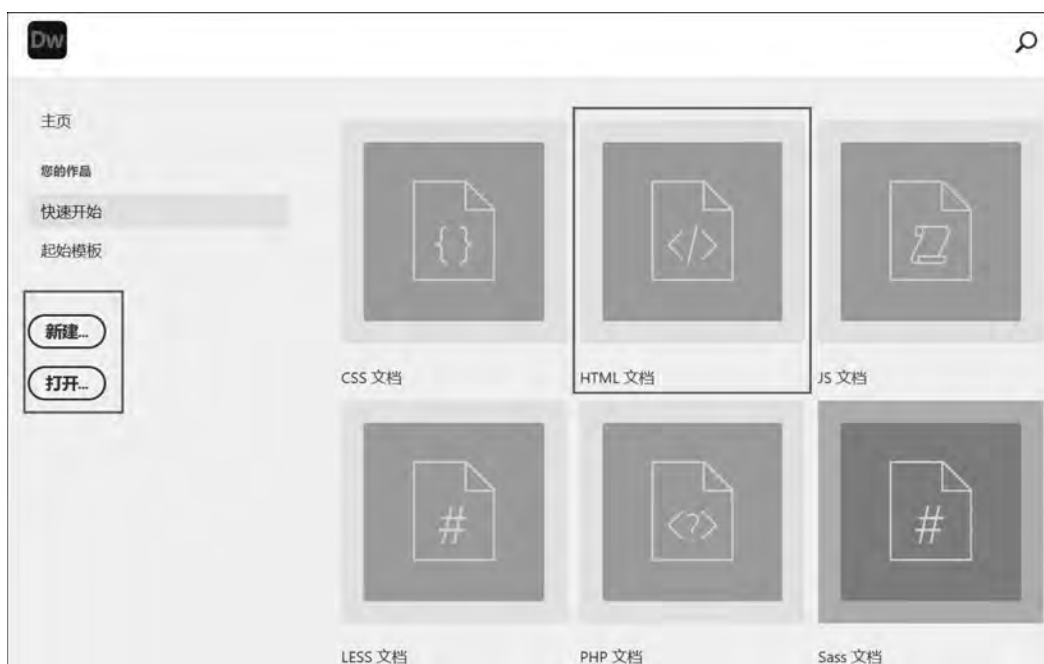 Dw
主页
您的作品
快速开始
起始模板
新建...
打开...
{ }
</>
CSS 文档
HTML 文档
JS 文档
#
<?>
#
LESS 文档
PHP 文档
Sass 文档